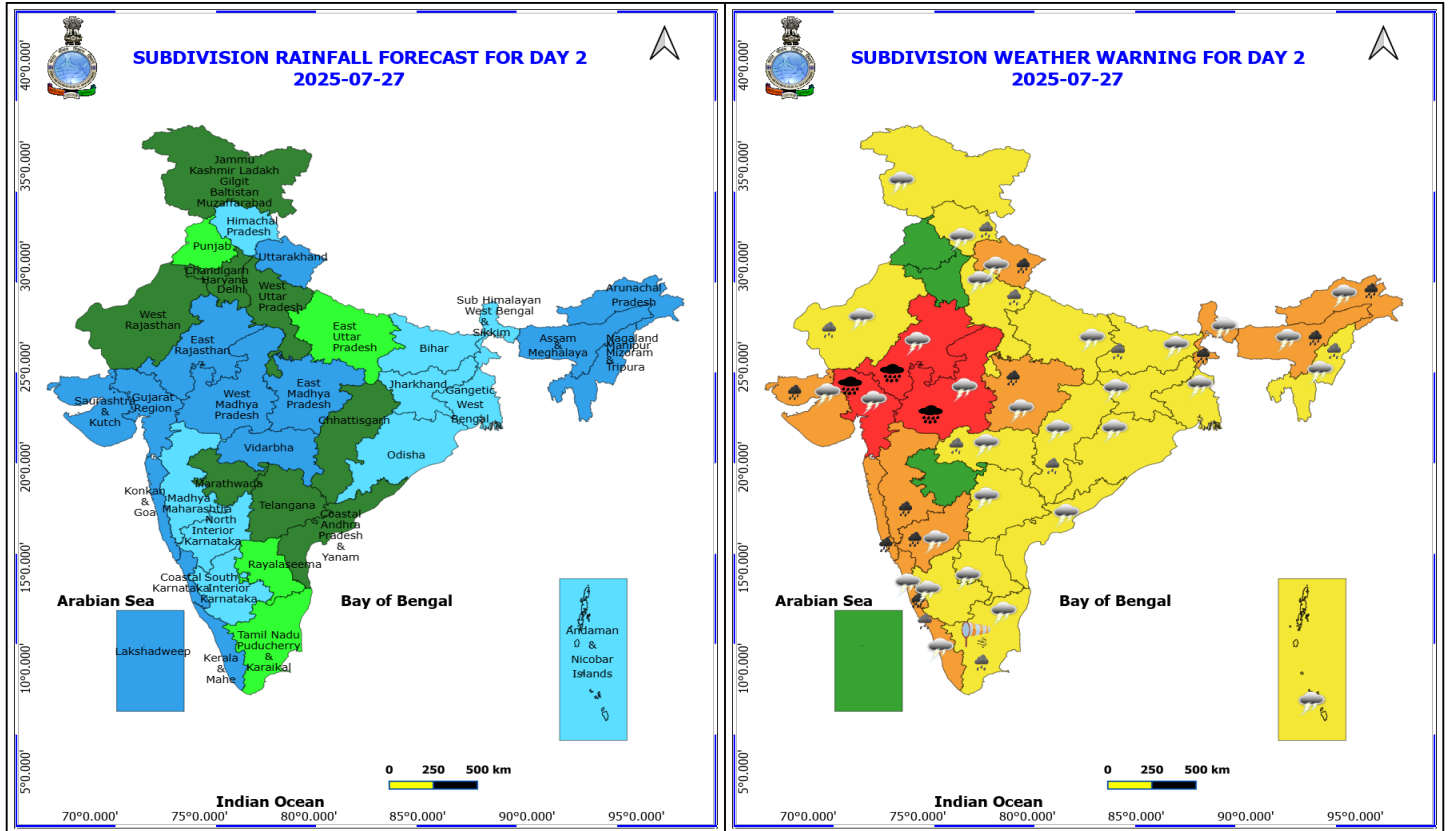 SUBDIVISION RAINFALL FORECAST FOR DAY 2
2025-07-27
40°0.000'
35°0.000'
30°0.000'
25°0.000'
20°0.000'
15°0.000'
10°0.000'
5°0.000'
Jammu
Kashmir Ladakh
Gilgit
Baltistan
Muzaffarabad
Himachal
Pradesh
Punjab
Uttarakhand
Chandigarh
Haryana
Delhi
West
Uttar
Pradesh
West
Rajasthan
East
Rajasthan
East
Uttar
Pradesh
Sub Himalayan
West Bengal
&
Sikkim
Arunachal
Pradesh
Assam
&
Meghalaya
Nagaland
Manipur
Mizoram
&
Tripura
Bihar
Jharkhand
Gangetic
West
Bengal
Saurashtra
&
Kutch
Gujarat
Region
West
Madhya
Pradesh
East
Madhya
Pradesh
Chhattisgarh
Vidarbha
Odisha
Konkan
&
Goa
Madhya
Maharashtra
Marathwada
Telangana
North
Interior
Karnataka
Coastal
Andhra
Pradesh
&
Yanam
Rayalaseema
Coastal
Karnataka
South
Interior
Karnataka
Arabian Sea
Bay of Bengal
Lakshadweep
Kerala
&
Mahe
Tamil Nadu
Puducherry
&
Karaikal
Andaman
&
Nicobar
Islands
0 250 500 km
Indian Ocean
70°0.000' 75°0.000' 80°0.000' 85°0.000' 90°0.000' 95°0.000'
SUBDIVISION WEATHER WARNING FOR DAY 2
2025-07-27
40°0.000'
35°0.000'
30°0.000'
25°0.000'
20°0.000'
15°0.000'
10°0.000'
5°0.000'
Arabian Sea
Bay of Bengal
0 250 500 km
Indian Ocean
70°0.000' 75°0.000' 80°0.000' 85°0.000' 90°0.000' 95°0.000'